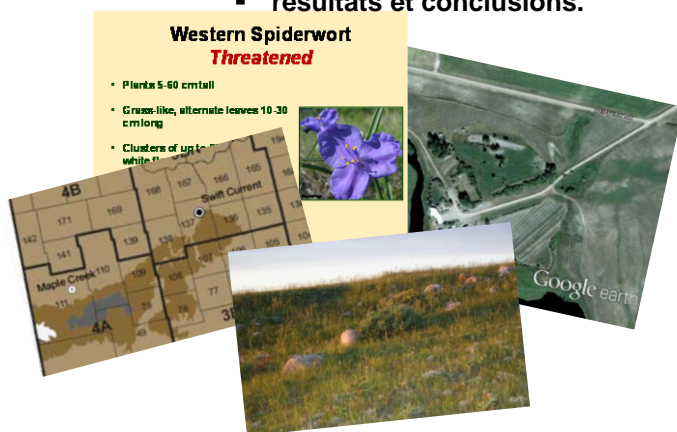 ▪ résultats et conclusions.
Western Spiderwort
Threatened
• Plants 5-60 cm tall
• Grass-like, alternate leaves 10-30
cm long
• Clusters of up to
white
4B
168
167
166
165
Swift Current
171
169
142
141
139
138
137
136
135
Maple Creek
110
109
108
107
106
105
111
79
78
77
4A
49
Google earth